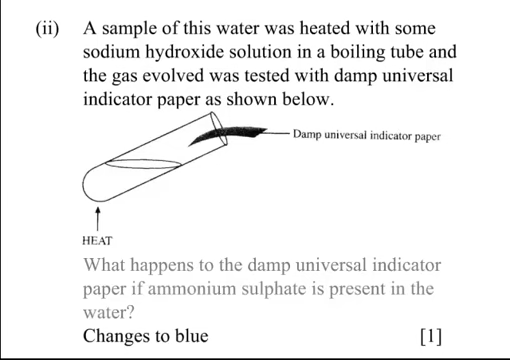 (ii) A sample of this water was heated with some
sodium hydroxide solution in a boiling tube and
the gas evolved was tested with damp universal
indicator paper as shown below.
Damp universal indicator paper
HEAT
What happens to the damp universal indicator
paper if ammonium sulphate is present in the
water?
Changes to blue [1]